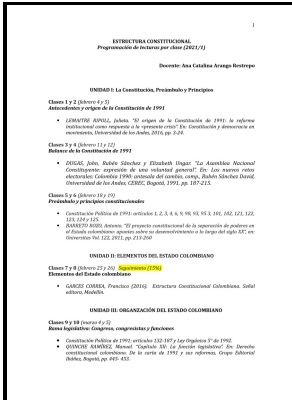 1
ESTRUCTURA CONSTITUCIONAL
Programación de lecturas por clase (2021/1)
Docente: Ana Catalina Arango Restrepo
UNIDAD I: La Constitución, Preámbulo y Principios
Clases 1 y 2 (febrero 4 y 5)
Antecedentes y origen de la Constitución de 1991
• LEMAITRE RIPOLL, Julieta. "El origen de la Constitución de 1991: la reforma
institucional como respuesta a la «presente crisis". En: Constitución y democracia en
movimiento, Universidad de los Andes, 2016, pp. 3-24.
Clases 3 y 4 (febrero 11 y 12)
Balance de la Constitución de 1991
• DUGAS, John, Rubén Sánchez y Elizabeth Ungar. "La Asamblea Nacional
Constituyente: expresión de una voluntad general". En: Los nuevos retos
electorales: Colombia 1990: antesala del cambio, comp., Rubén Sánchez David,
Universidad de los Andes, CEREC, Bogotá, 1991, pp. 187-215.
Clases 5 y 6 (febrero 18 y 19)
Preámbulo y principios constitucionales
• Constitución Política de 1991: artículos 1, 2, 3, 4, 6, 9, 90, 93, 95.3, 101, 102, 121, 122,
123, 124 y 125.
• BARRETO ROZO, Antonio. "El proyecto constitucional de la separación de poderes en
el Estado colombiano: apuntes sobre su desenvolvimiento a lo largo del siglo XX", en:
Universitas Vol. 122, 2011, pp. 213-260
UNIDAD II: ELEMENTOS DEL ESTADO COLOMBIANO
Clases 7 y 8 (febrero 25 y 26) Seguimiento (15%)
Elementos del Estado colombiano
• GARCES CORREA, Francisco (2016). Estructura Constitucional Colombiana. Señal
editora, Medellín.
UNIDAD III: ORGANZACIÓN DEL ESTADO COLOMBIANO
Clases 9 y 10 (marzo 4 y 5)
Rama legislativa: Congreso, congresistas y funciones
• Constitución Política de 1991: artículos 132-187 y Ley Orgánica 5ª de 1992.
• QUINCHE RAMÍREZ, Manuel. "Capítulo XII: La función legislativa". En: Derecho
constitucional colombiano. De la carta de 1991 y sus reformas, Grupo Editorial
Ibáñez, Bogotá, pp. 445- 453.